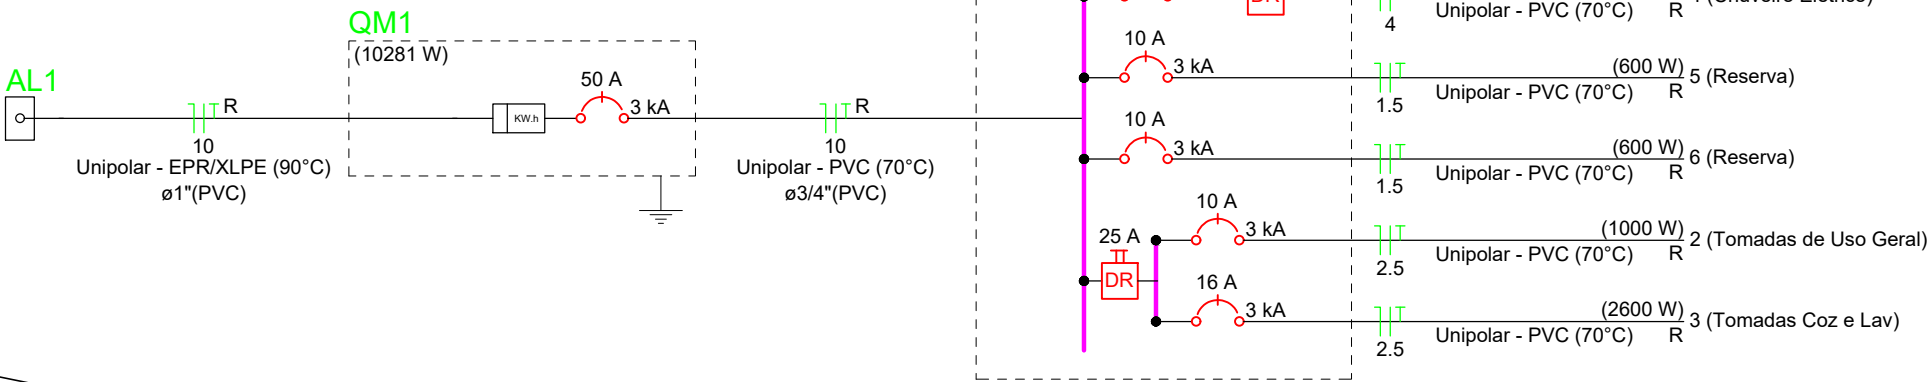 QM1
(10281 W)
AL1
R
10
Unipolar - EPR/XLPE (90°C)
ø1"(PVC)
KW.h
50 A
3 kA
R
10
Unipolar - PVC (70°C)
ø3/4"(PVC)
DR
4
Unipolar - PVC (70°C)
R
10 A
3 kA
1.5
(600 W)
Unipolar - PVC (70°C)
R
5 (Reserva)
10 A
3 kA
1.5
(600 W)
Unipolar - PVC (70°C)
R
6 (Reserva)
25 A
DR
10 A
3 kA
2.5
(1000 W)
Unipolar - PVC (70°C)
R
2 (Tomadas de Uso Geral)
16 A
3 kA
2.5
(2600 W)
Unipolar - PVC (70°C)
R
3 (Tomadas Coz e Lav)